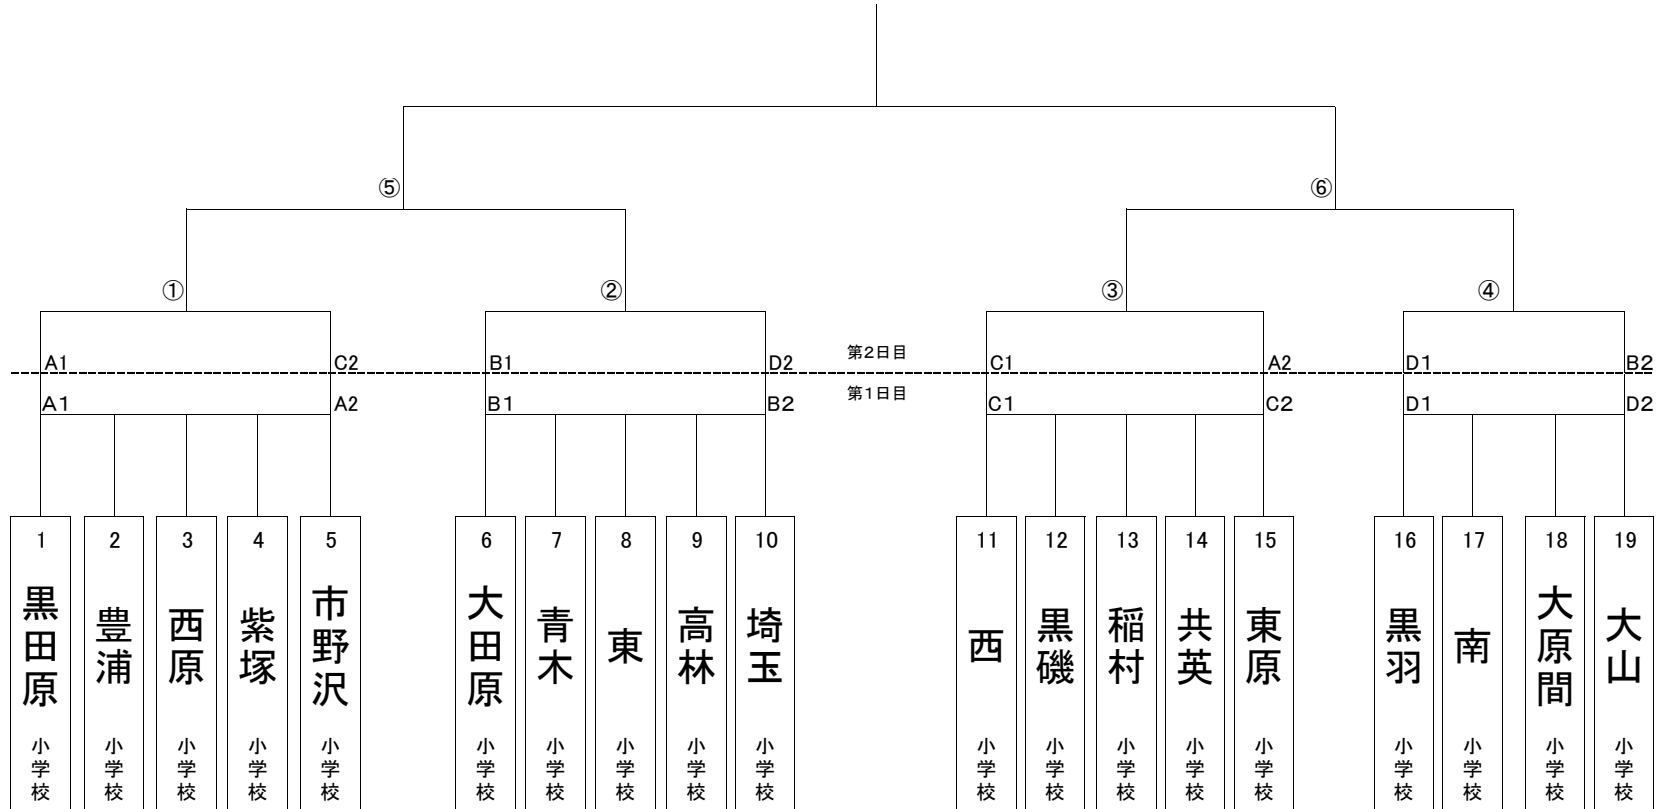 ⑤ ⑥
① ② ③ ④
第2日目
A1 C2 B1 D2 C1 A2 D1 B2
第1日目
A1 A2 B1 B2 C1 C2 D1 D2
1 2 3 4 5 6 7 8 9 10 11 12 13 14 15 16 17 18 19
黒田原小学校
豊浦小学校
西原小学校
紫塚小学校
市野沢小学校
大田原小学校
青木小学校
東小学校
高林小学校
埼玉小学校
西小学校
黒磯小学校
稲村小学校
共英小学校
東原小学校
黒羽小学校
南小学校
大原間小学校
大山小学校